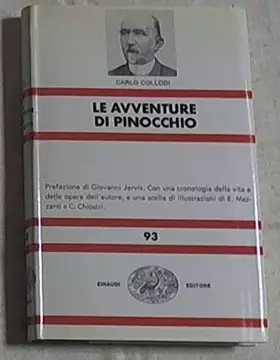 CARLO COLLODI
LE AVVENTURE
DI PINOCCHIO
Prefazione di Giovanni Jervis. Con una cronologia della vita e
delle opere dell'autore, e una scelta di illustrazioni di E. Maz-
zanti e C. Chiostri.
93
EINAUDI EDITORE